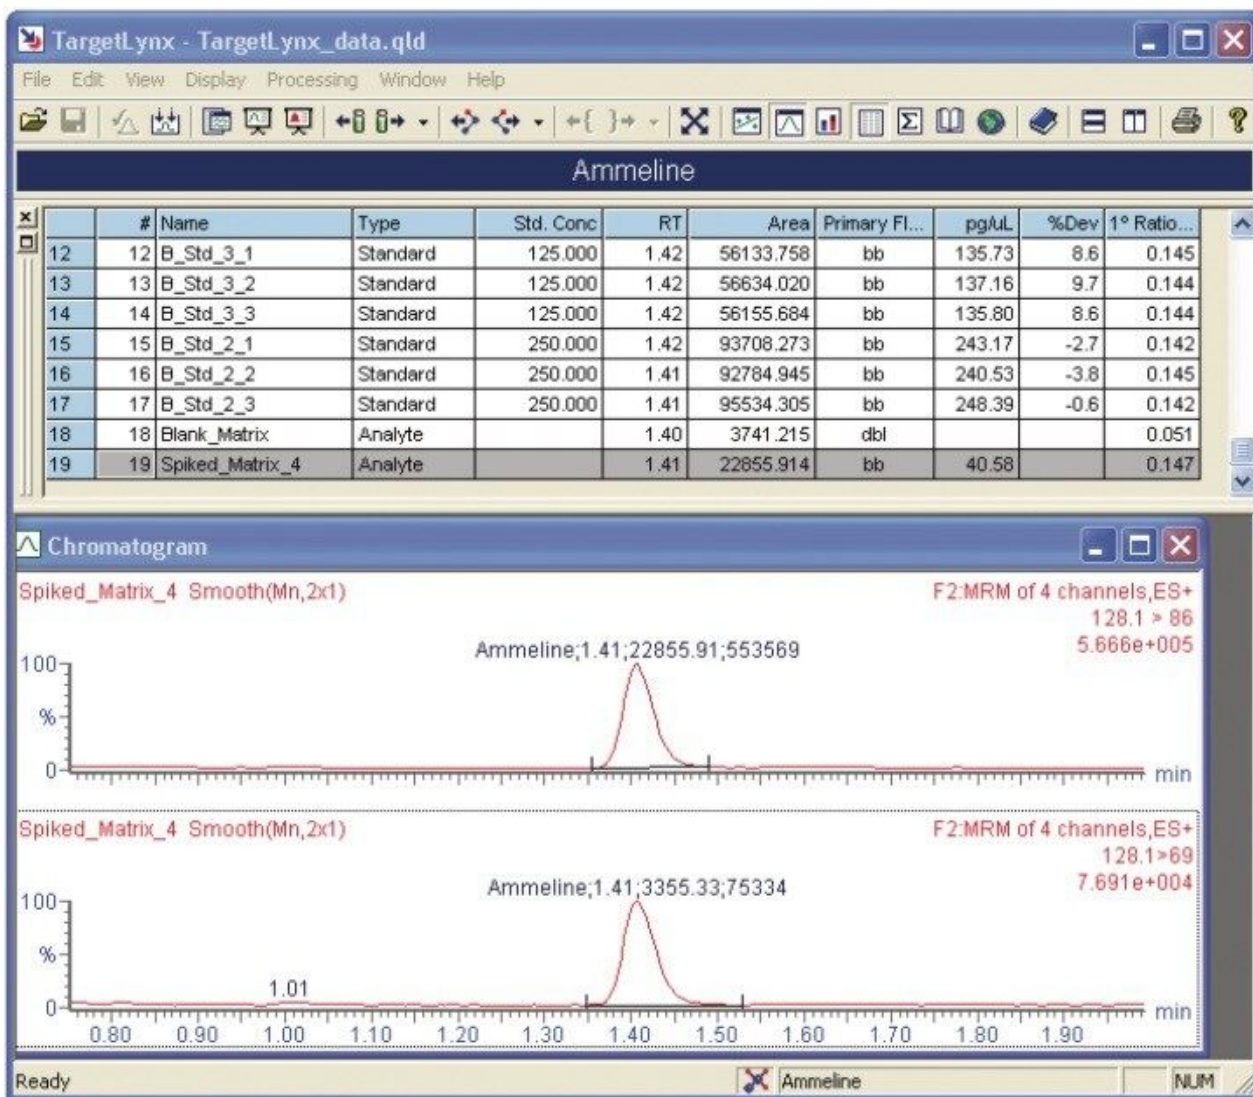 TargetLynx - TargetLynx_data.qld
File Edit View Display Processing Window Help
Ammeline
# Name Type Std. Conc RT Area Primary Fl... pg/uL %Dev 1º Ratio...
12 12 B_Std_3_1 Standard 125.000 1.42 56133.758 bb 135.73 8.6 0.145
13 13 B_Std_3_2 Standard 125.000 1.42 56634.020 bb 137.16 9.7 0.144
14 14 B_Std_3_3 Standard 125.000 1.42 56155.684 bb 135.80 8.6 0.144
15 15 B_Std_2_1 Standard 250.000 1.42 93708.273 bb 243.17 -2.7 0.142
16 16 B_Std_2_2 Standard 250.000 1.41 92784.945 bb 240.53 -3.8 0.145
17 17 B_Std_2_3 Standard 250.000 1.41 95534.305 bb 248.39 -0.6 0.142
18 18 Blank_Matrix Analyte 1.40 3741.215 dbl 0.051
19 19 Spiked_Matrix_4 Analyte 1.41 22855.914 bb 40.58 0.147
Chromatogram
Spiked_Matrix_4 Smooth(Mn,2x1) F2:MRM of 4 channels,ES+
128.1 > 86
5.666e+005
Ammeline;1.41;22855.91;553569
100
%
0
min
Spiked_Matrix_4 Smooth(Mn,2x1) F2:MRM of 4 channels,ES+
128.1>69
7.691e+004
Ammeline;1.41;3355.33;75334
100
%
1.01
0
min
0.80 0.90 1.00 1.10 1.20 1.30 1.40 1.50 1.60 1.70 1.80 1.90
Ready Ammeline NUM